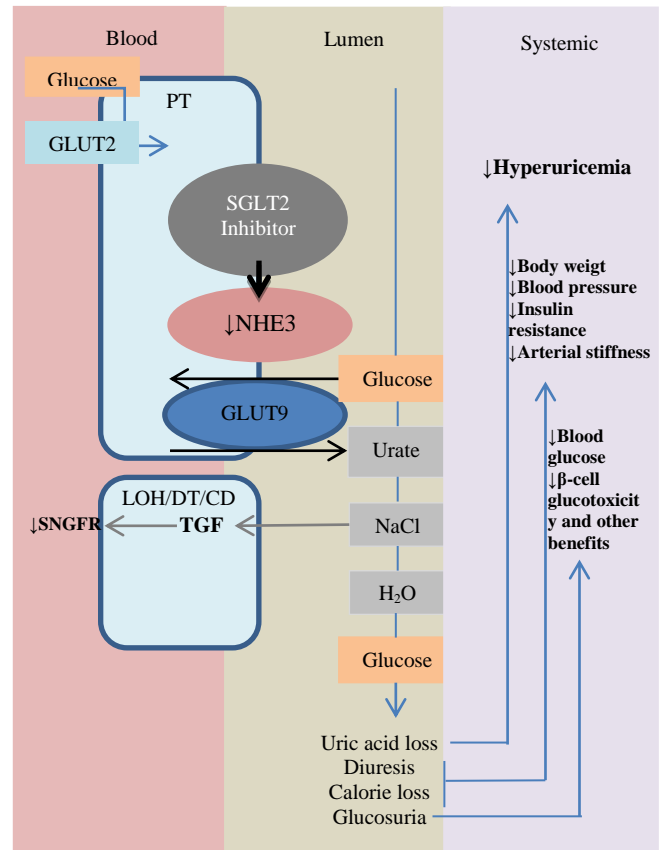 Blood
Lumen
Systemic
Glucose
PT
GLUT2
SGLT2
Inhibitor
↓NHE3
Glucose
GLUT9
Urate
LOH/DT/CD
↓SNGFR
TGF
NaCl
H₂O
Glucose
Uric acid loss
Diuresis
Calorie loss
Glucosuria
↓Hyperuricemia
↓Body weigt
↓Blood pressure
↓Insulin
resistance
↓Arterial stiffness
↓Blood
glucose
↓β-cell
glucotoxicit
y and other
benefits